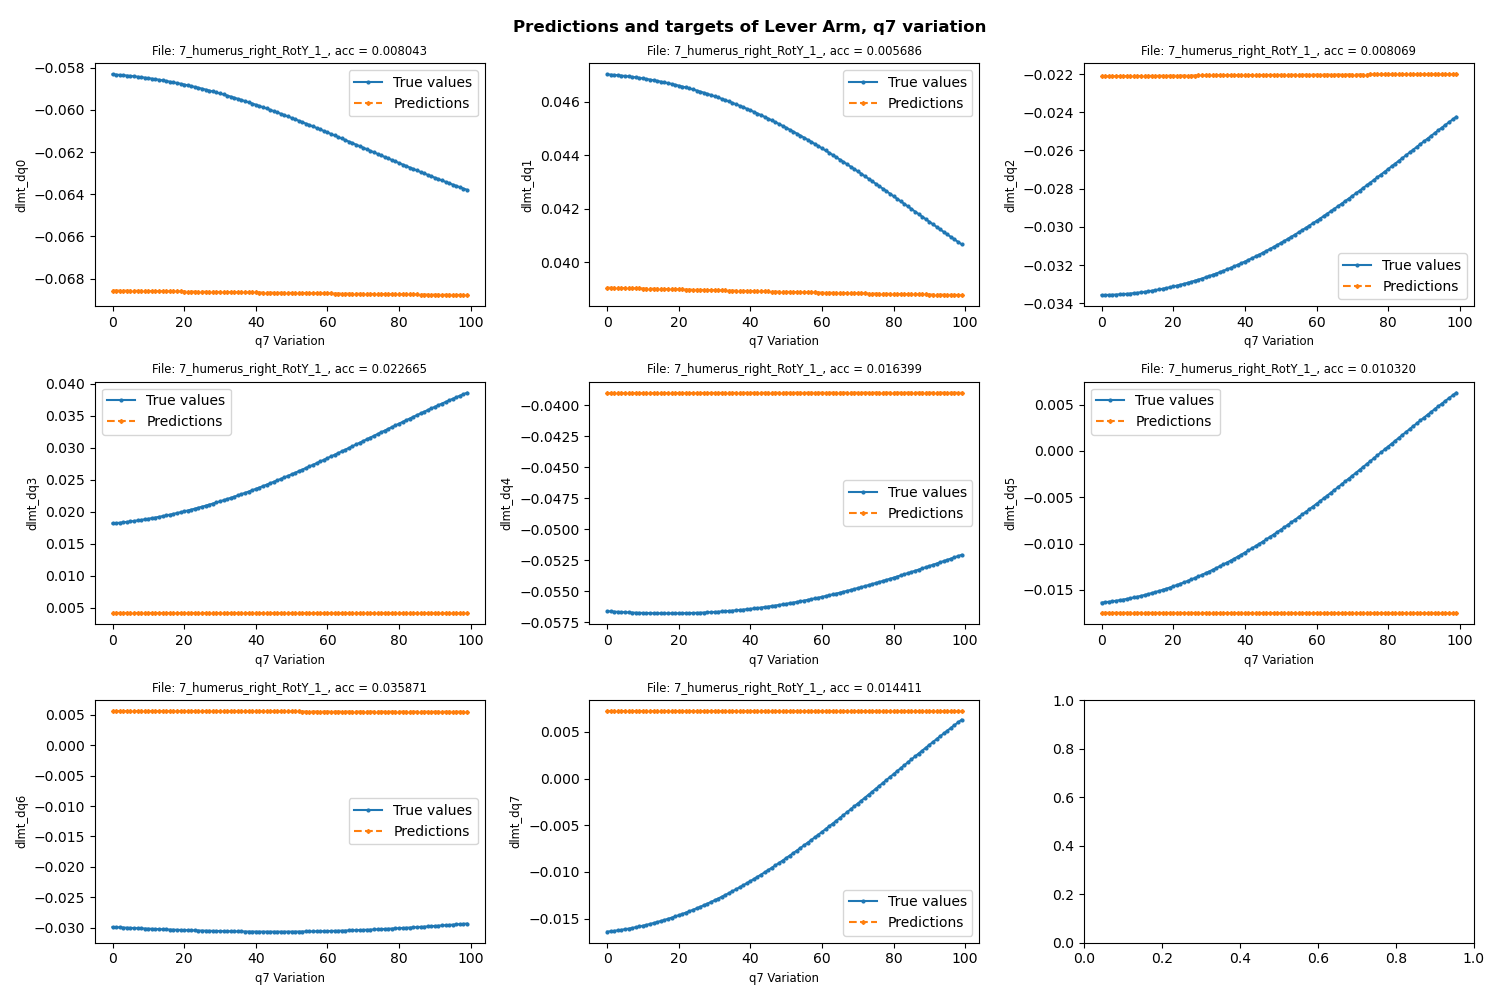 Predictions and targets of Lever Arm, q7 variation
File: 7_humerus_right_RotY_1_, acc = 0.008043
−0.058
−0.060
−0.062
−0.064
−0.066
−0.068
dlmt_dq0
True values
Predictions
0 20 40 60 80 100
q7 Variation
File: 7_humerus_right_RotY_1_, acc = 0.005686
0.046
0.044
0.042
0.040
dlmt_dq1
True values
Predictions
0 20 40 60 80 100
q7 Variation
File: 7_humerus_right_RotY_1_, acc = 0.008069
−0.022
−0.024
−0.026
−0.028
−0.030
−0.032
−0.034
dlmt_dq2
True values
Predictions
0 20 40 60 80 100
q7 Variation
File: 7_humerus_right_RotY_1_, acc = 0.022665
0.040
0.035
0.030
0.025
0.020
0.015
0.010
0.005
dlmt_dq3
True values
Predictions
0 20 40 60 80 100
q7 Variation
File: 7_humerus_right_RotY_1_, acc = 0.016399
−0.0400
−0.0425
−0.0450
−0.0475
−0.0500
−0.0525
−0.0550
−0.0575
dlmt_dq4
True values
Predictions
0 20 40 60 80 100
q7 Variation
File: 7_humerus_right_RotY_1_, acc = 0.010320
0.005
0.000
−0.005
−0.010
−0.015
dlmt_dq5
True values
Predictions
0 20 40 60 80 100
q7 Variation
File: 7_humerus_right_RotY_1_, acc = 0.035871
0.005
0.000
−0.005
−0.010
−0.015
−0.020
−0.025
−0.030
dlmt_dq6
True values
Predictions
0 20 40 60 80 100
q7 Variation
File: 7_humerus_right_RotY_1_, acc = 0.014411
0.005
0.000
−0.005
−0.010
−0.015
dlmt_dq7
True values
Predictions
0 20 40 60 80 100
q7 Variation
1.0
0.8
0.6
0.4
0.2
0.0
0.0 0.2 0.4 0.6 0.8 1.0